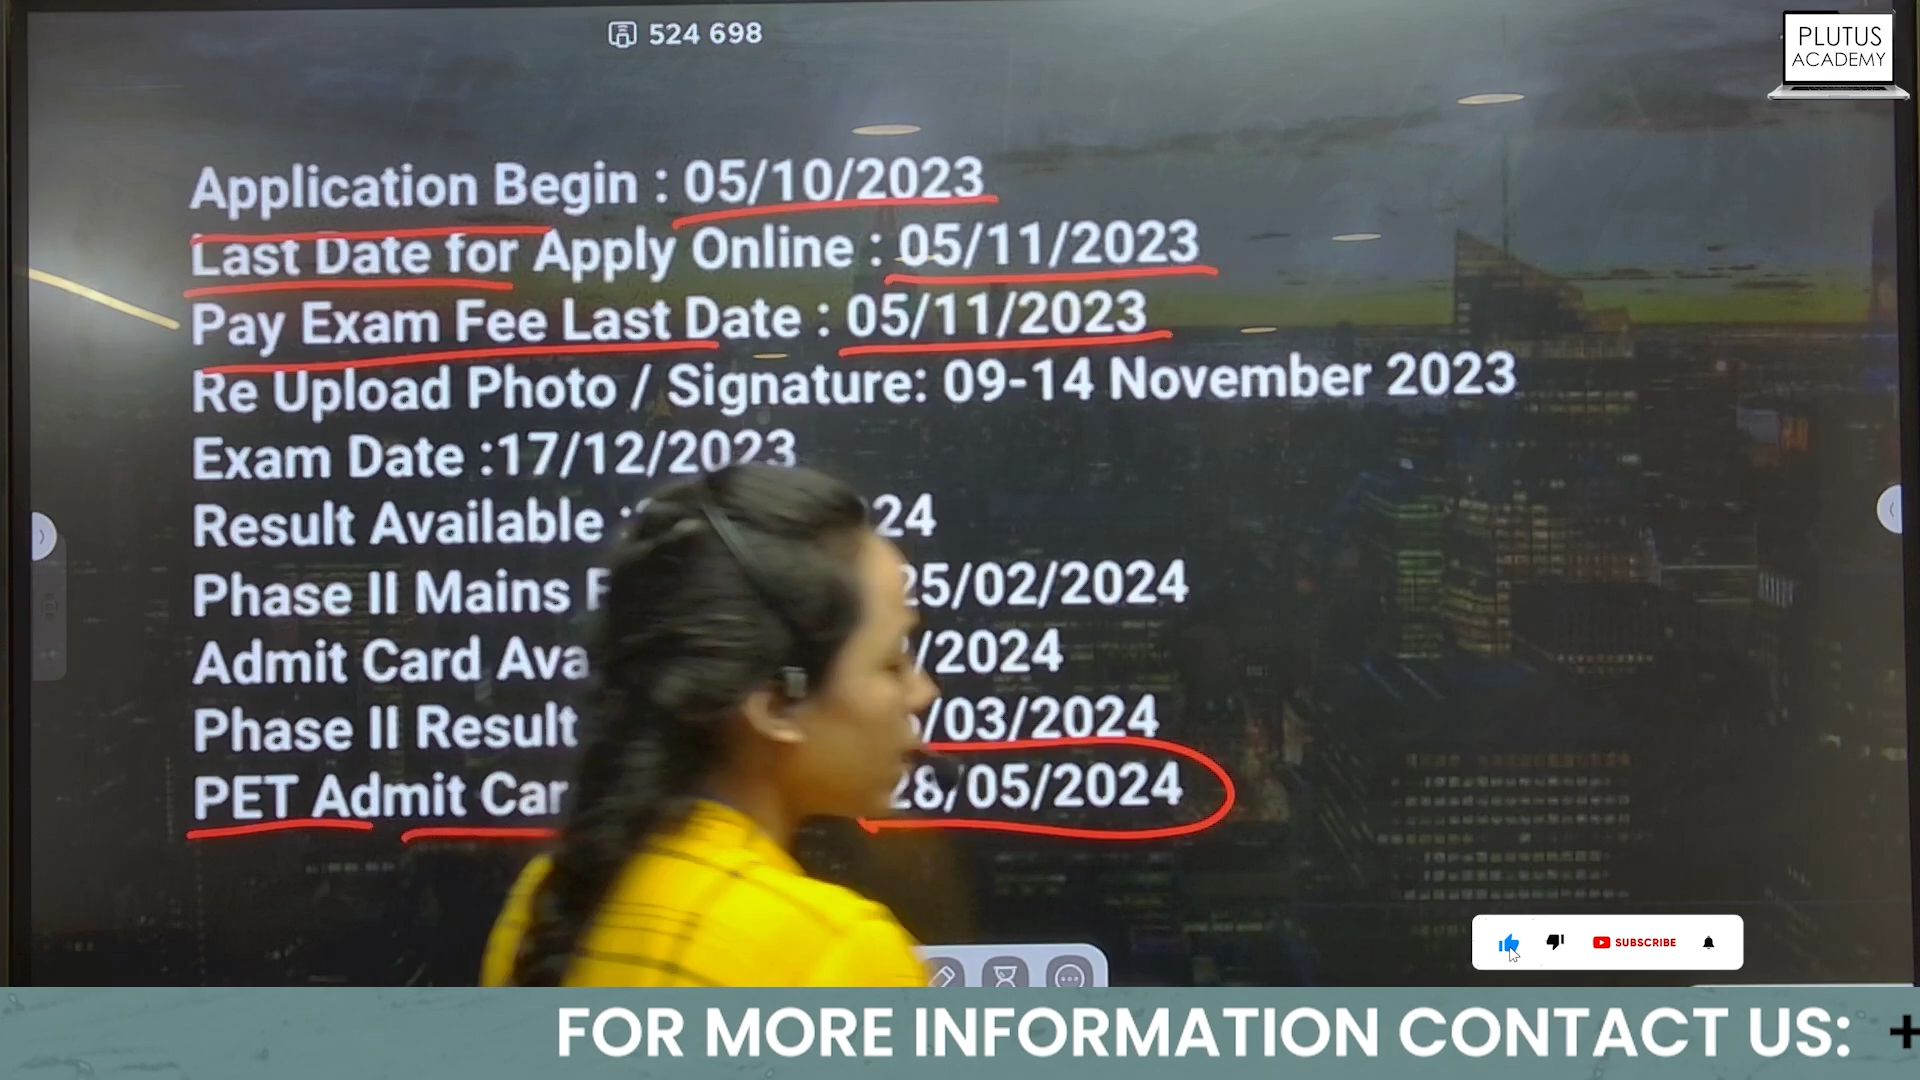 524 698
PLUTUS
ACADEMY
Application Begin : 05/10/2023
Last Date for Apply Online : 05/11/2023
Pay Exam Fee Last Date : 05/11/2023
Re Upload Photo / Signature: 09-14 November 2023
Exam Date :17/12/2023
Result Available : 24
Phase II Mains 25/02/2024
Admit Card /2024
Phase II Result /03/2024
PET Admit 28/05/2024
SUBSCRIBE
FOR MORE INFORMATION CONTACT US: +